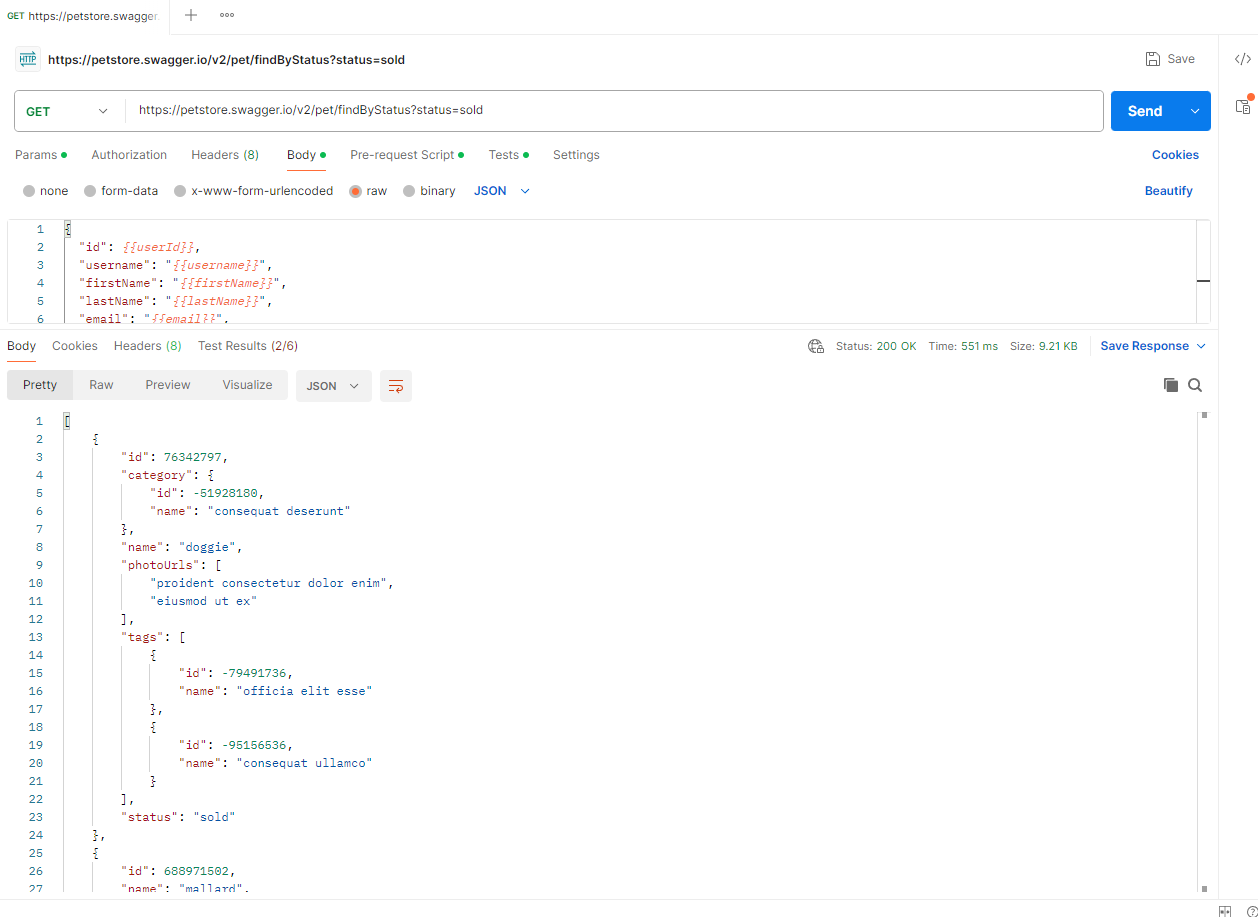 GET https://petstore.swagger
https://petstore.swagger.io/v2/pet/findByStatus?status=sold
Save
GET https://petstore.swagger.io/v2/pet/findByStatus?status=sold Send
Params Authorization Headers (8) Body Pre-request Script Tests Settings Cookies
none form-data x-www-form-urlencoded raw binary JSON Beautify
1 {
2 "id": {{userId}},
3 "username": "{{username}}",
4 "firstName": "{{firstName}}",
5 "lastName": "{{lastName}}",
6 "email": "{{email}}",
Body Cookies Headers (8) Test Results (2/6) Status: 200 OK Time: 551 ms Size: 9.21 KB Save Response
Pretty Raw Preview Visualize JSON
1 [
2 {
3 "id": 76342797,
4 "category": {
5 "id": -51928180,
6 "name": "consequat deserunt"
7 },
8 "name": "doggie",
9 "photoUrls": [
10 "proident consectetur dolor enim",
11 "eiusmod ut ex"
12 ],
13 "tags": [
14 {
15 "id": -79491736,
16 "name": "officia elit esse"
17 },
18 {
19 "id": -95156536,
20 "name": "consequat ullamco"
21 }
22 ],
23 "status": "sold"
24 },
25 {
26 "id": 688971502,
27 "name": "mallard",